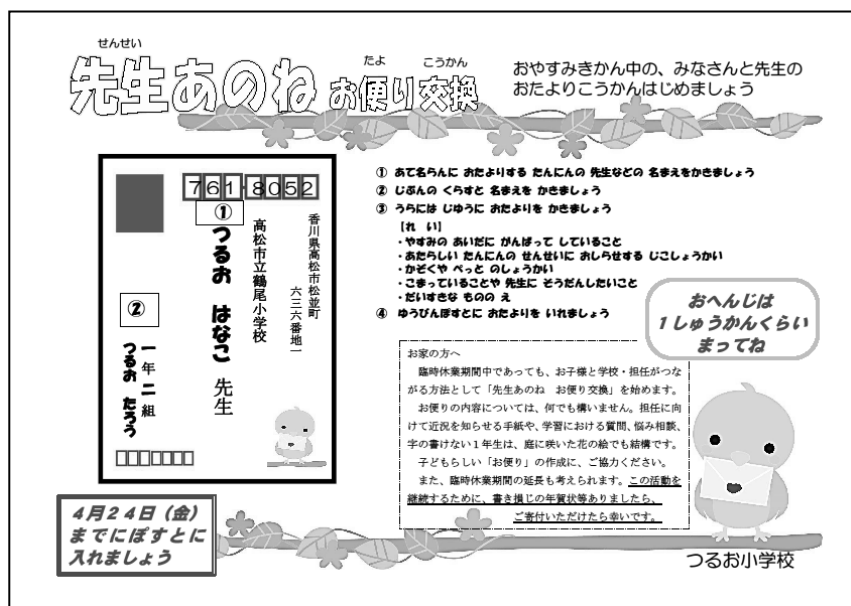 せんせい
先生あのね
たよ こうかん
お便り交換
おやすみきかん中の、みなさんと先生の
おたよりこうかんはじめましょう
761-8052
香川県高松市松並町
六三六番地一
高松市立鶴尾小学校
①
つるお はなこ 先生
②
一年二組
つるお たろう
① あて名らんに おたよりする たんにんの 先生などの 名まえをかきましょう
② じぶんの くらすと 名まえを かきましょう
③ うらには じゆうに おたよりを かきましょう
【れ い】
・やすみの あいだに がんばって していること
・あたらしい たんにんの せんせいに おしらせする じこしょうかい
・かぞくや ぺっと のしょうかい
・こまっていることや 先生に そうだんしたいこと
・だいすきな ものの え
④ ゆうびんぽすとに おたよりを いれましょう
おへんじは
1しゅうかんくらい
まってね
お家の方へ
臨時休業期間中であっても、お子様と学校・担任がつな
がる方法として「先生あのね お便り交換」を始めます。
お便りの内容については、何でも構いません。担任に向
けて近況を知らせる手紙や、学習における質問、悩み相談、
字の書けない1年生は、庭に咲いた花の絵でも結構です。
子どもらしい「お便り」の作成に、ご協力ください。
また、臨時休業期間の延長も考えられます。この活動を
継続するために、書き損じの年賀状等ありましたら、
ご寄付いただけたら幸いです。
4月24日(金)
までにぽすとに
入れましょう
つるお小学校